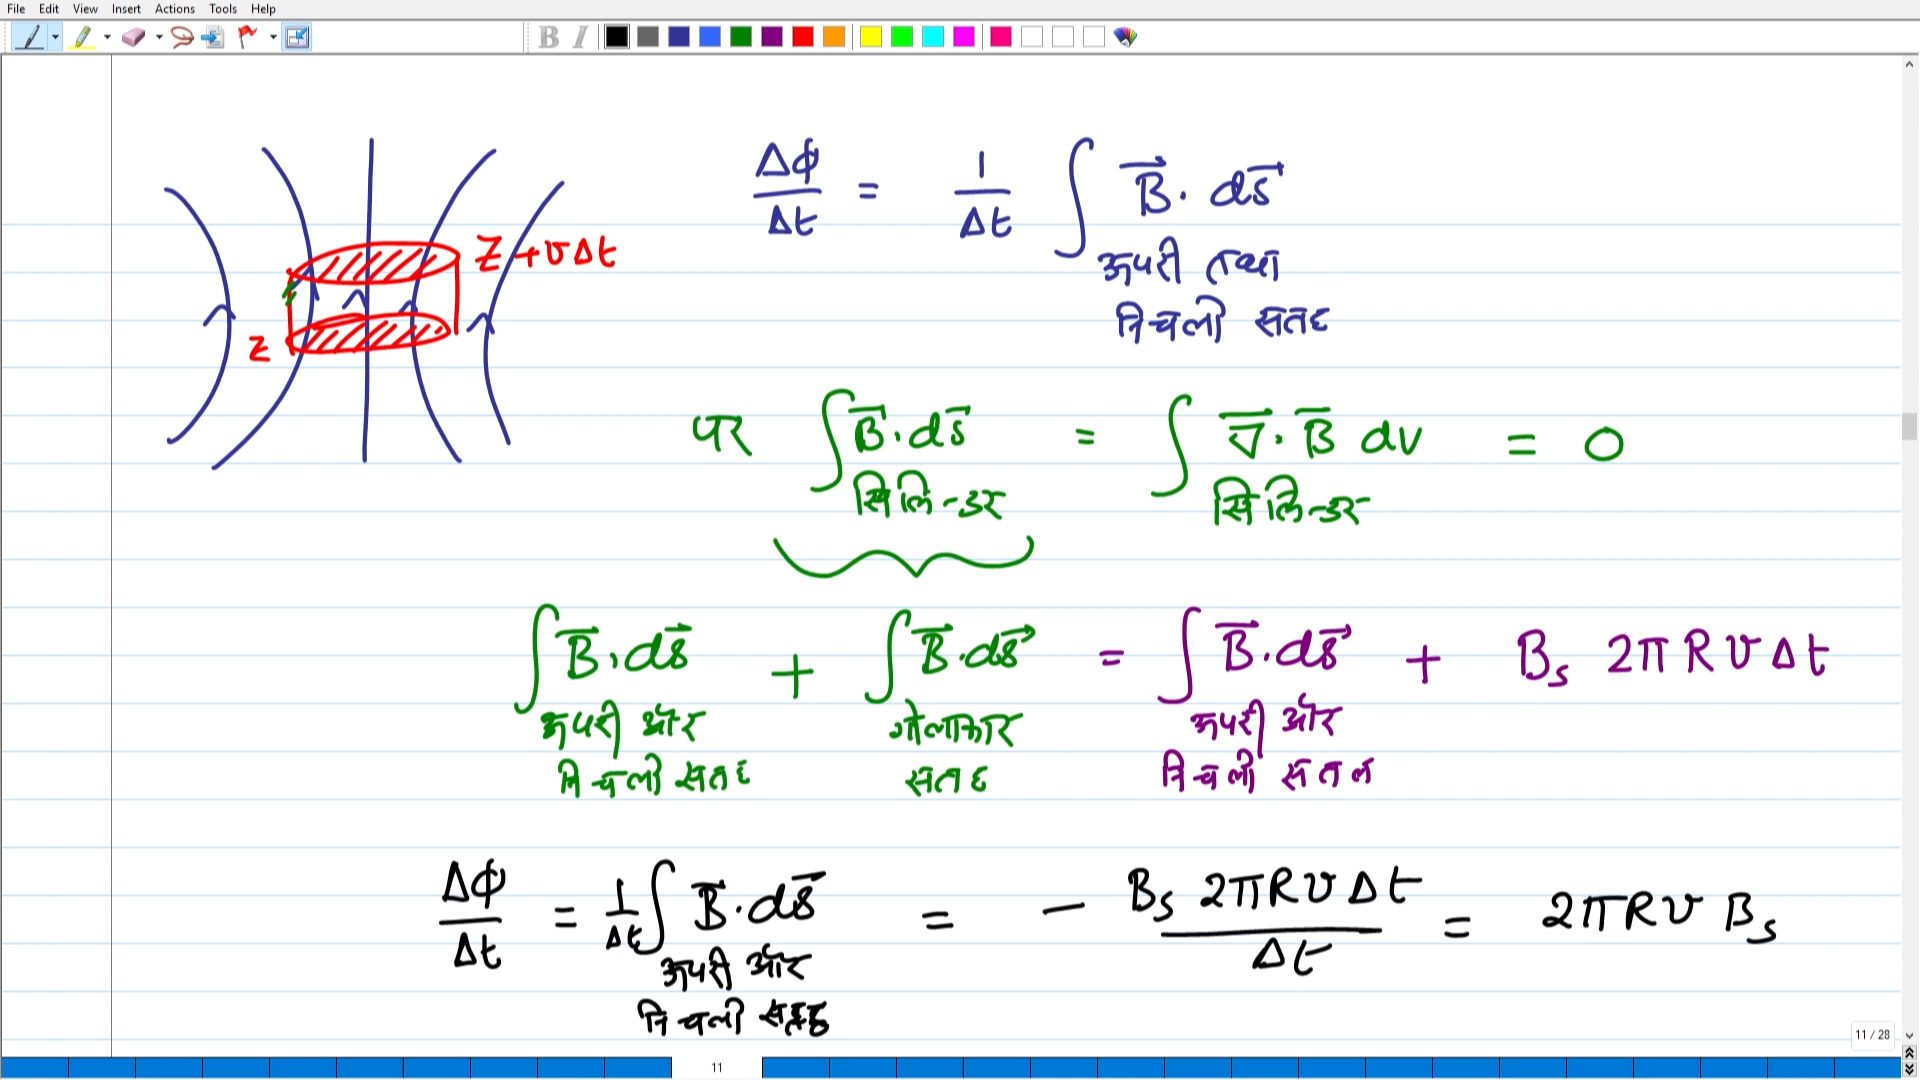 File Edit View Insert Actions Tools Help
B I
Δϕ/Δt = 1/Δt ∫ B⃗. ds⃗
ऊपरी तथा
निचली सतह
Z+vΔt
z
पर ∫ B⃗.ds⃗ = ∫ ∇⃗. B⃗ dv = 0
सिलिन्डर सिलिन्डर
∫ B⃗.ds⃗ + ∫ B⃗.ds⃗ = ∫ B⃗.ds⃗ + Bs 2πRvΔt
ऊपरी और गोलाकार ऊपरी और
निचली सतह सतह निचली सतल
Δϕ/Δt = 1/Δt ∫ B⃗.ds⃗ = - Bs 2πRvΔt/Δt = 2πRv Bs
ऊपरी और
निचली सतह
11 / 28
11